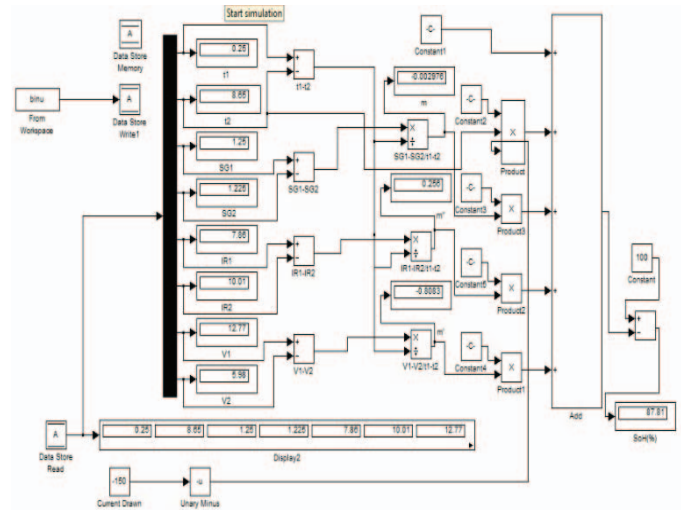 Start simulation
A
Data Store
Memory
binu
From
Workspace
A
Data Store
Write1
0.25
t1
8.65
t2
1.25
SG1
1.225
SG2
7.86
IR1
10.01
IR2
12.77
V1
5.98
V2
t1-t2
SG1-SG2
IR1-IR2
V1-V2
-0.002976
m
SG1-SG2/t1-t2
0.256
m"
IR1-IR2/t1-t2
-0.8083
m'
V1-V2/t1-t2
-C-
Constant1
-C-
Constant2
X
Product
-C-
Constant3
X
Product3
-C-
Constant5
X
Product2
-C-
Constant4
X
Product1
Add
100
Constant
87.81
SoH(%)
A
Data Store
Read
0.25 8.65 1.25 1.225 7.86 10.01 12.77
Display2
-150
Current Drawn
-u
Unary Minus